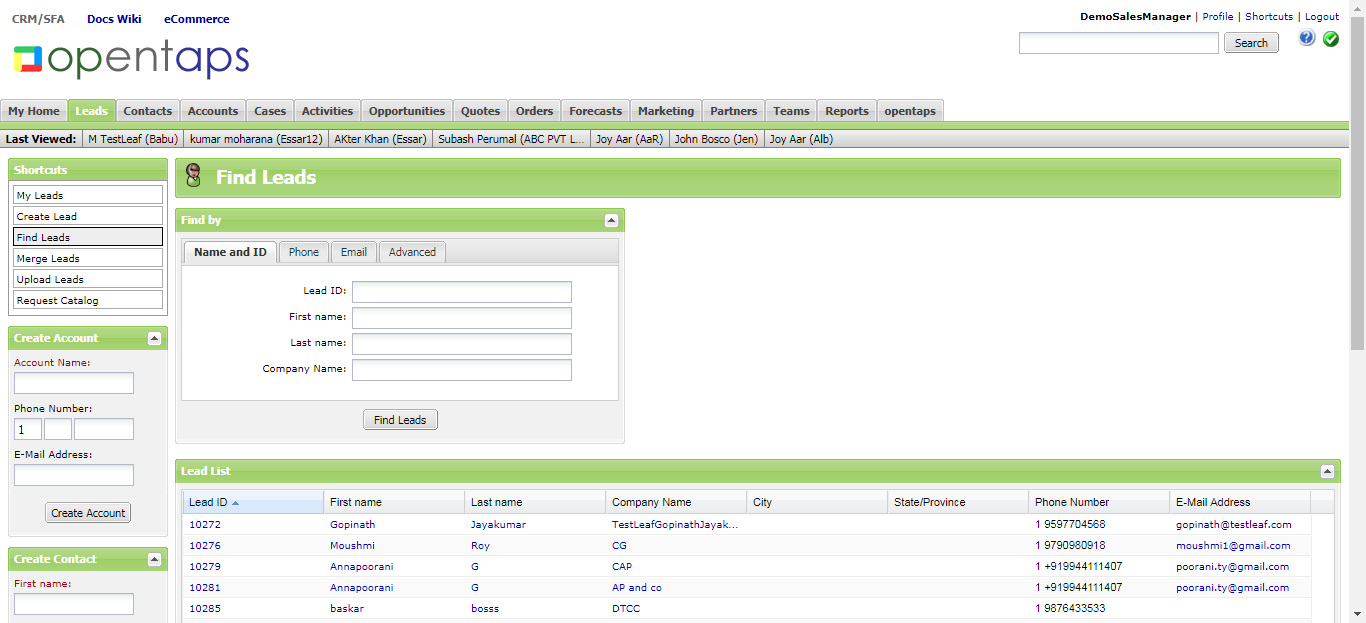 CRM/SFA Docs Wiki eCommerce
DemoSalesManager | Profile | Shortcuts | Logout
opentaps
Search
My Home Leads Contacts Accounts Cases Activities Opportunities Quotes Orders Forecasts Marketing Partners Teams Reports opentaps
Last Viewed: M TestLeaf (Babu) kumar moharana (Essar12) AKter Khan (Essar) Subash Perumal (ABC PVT L... Joy Aar (AaR) John Bosco (Jen) Joy Aar (Alb)
Shortcuts
My Leads
Create Lead
Find Leads
Merge Leads
Upload Leads
Request Catalog
Create Account
Account Name:
Phone Number:
1
E-Mail Address:
Create Account
Create Contact
First name:
Find Leads
Find by
Name and ID Phone Email Advanced
Lead ID:
First name:
Last name:
Company Name:
Find Leads
Lead List
Lead ID First name Last name Company Name City State/Province Phone Number E-Mail Address
10272 Gopinath Jayakumar TestLeafGopinathJayak... 1 9597704568 gopinath@testleaf.com
10276 Moushmi Roy CG 1 9790980918 moushmi1@gmail.com
10279 Annapoorani G CAP 1 +919944111407 poorani.ty@gmail.com
10281 Annapoorani G AP and co 1 +919944111407 poorani.ty@gmail.com
10285 baskar bosss DTCC 1 9876433533